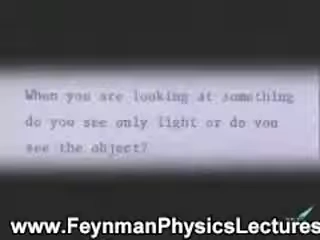 When you are looking at something
do you see only light or do you
see the object?
www.FeynmanPhysicsLectures